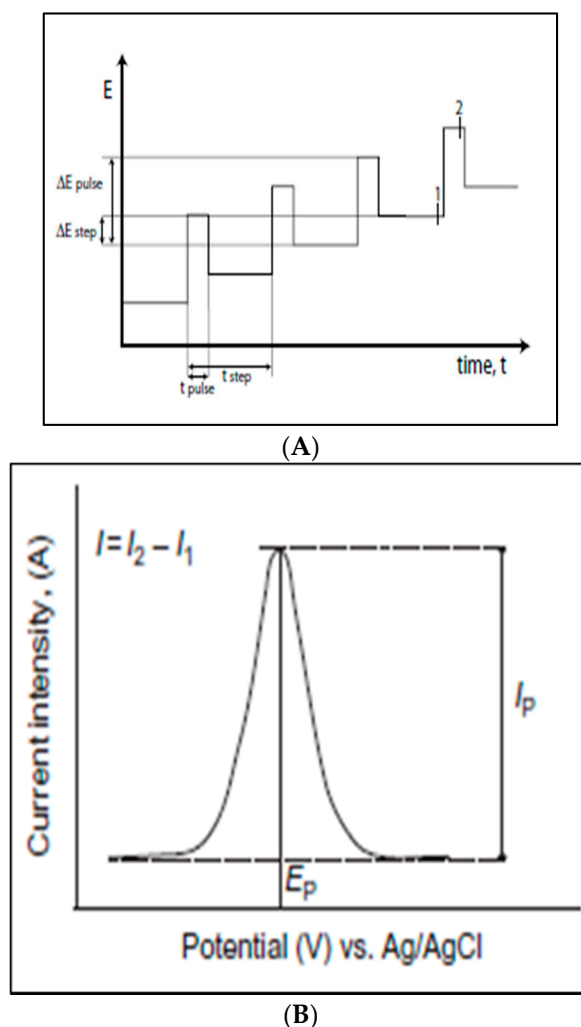 E
2
ΔE pulse
1
ΔE step
time, t
t step
t pulse
(A)
I = I2 – I1
Current intensity, (A)
IP
EP
Potential (V) vs. Ag/AgCl
(B)